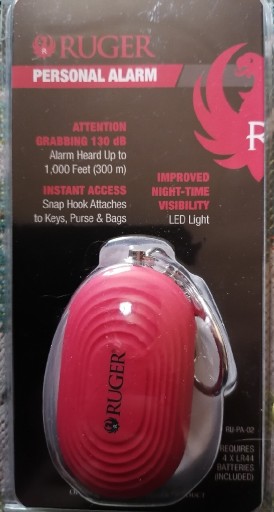 RUGER
PERSONAL ALARM
ATTENTION
GRABBING 130 dB
Alarm Heard Up to
1,000 Feet (300 m)
INSTANT ACCESS
Snap Hook Attaches
to Keys, Purse & Bags
IMPROVED
NIGHT-TIME
VISIBILITY
LED Light
R
RUGER
RU-PA-02
REQUIRES
4 X LR44
BATTERIES
(INCLUDED)